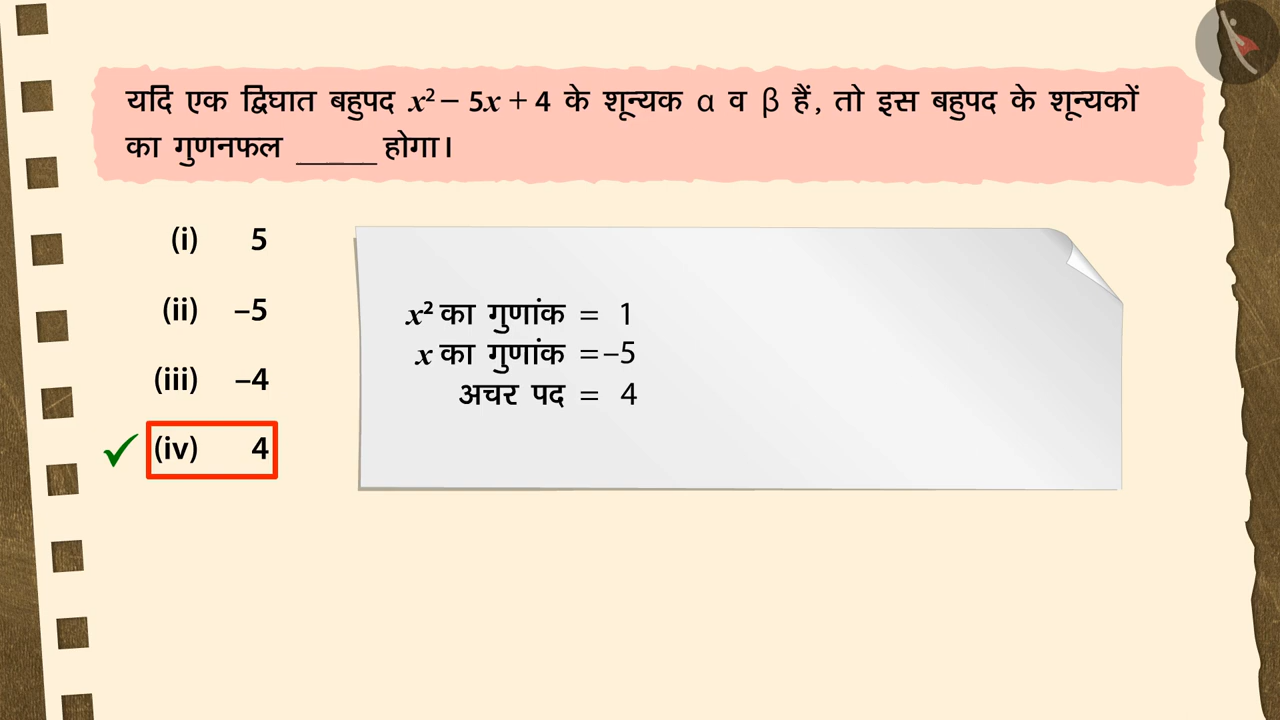 यदि एक द्विघात बहुपद x² – 5x + 4 के शून्यक α व β हैं, तो इस बहुपद के शून्यकों
का गुणनफल _____ होगा।
(i) 5
(ii) –5
(iii) –4
(iv) 4
x² का गुणांक = 1
x का गुणांक = –5
अचर पद = 4